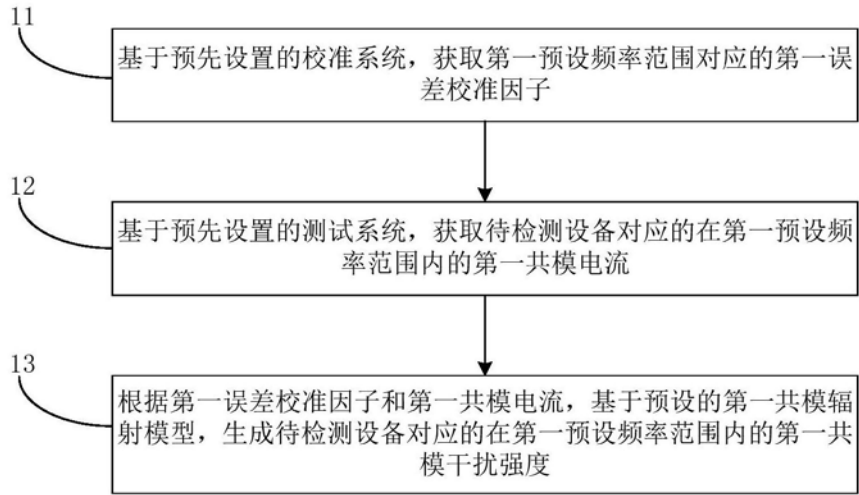 11
基于预先设置的校准系统，获取第一预设频率范围对应的第一误
差校准因子
12
基于预先设置的测试系统，获取待检测设备对应的在第一预设频
率范围内的第一共模电流
13
根据第一误差校准因子和第一共模电流，基于预设的第一共模辐
射模型，生成待检测设备对应的在第一预设频率范围内的第一共
模干扰强度